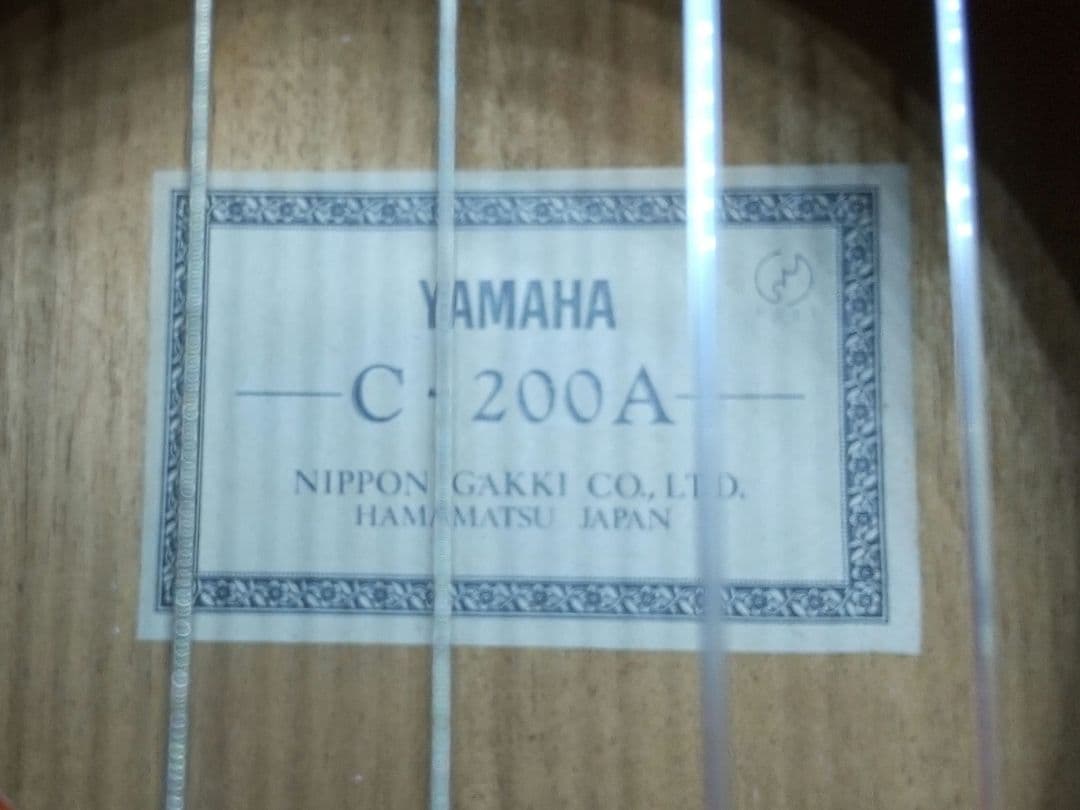 YAMAHA
C·200A
NIPPON GAKKI CO., LTD.
HAMAMATSU JAPAN